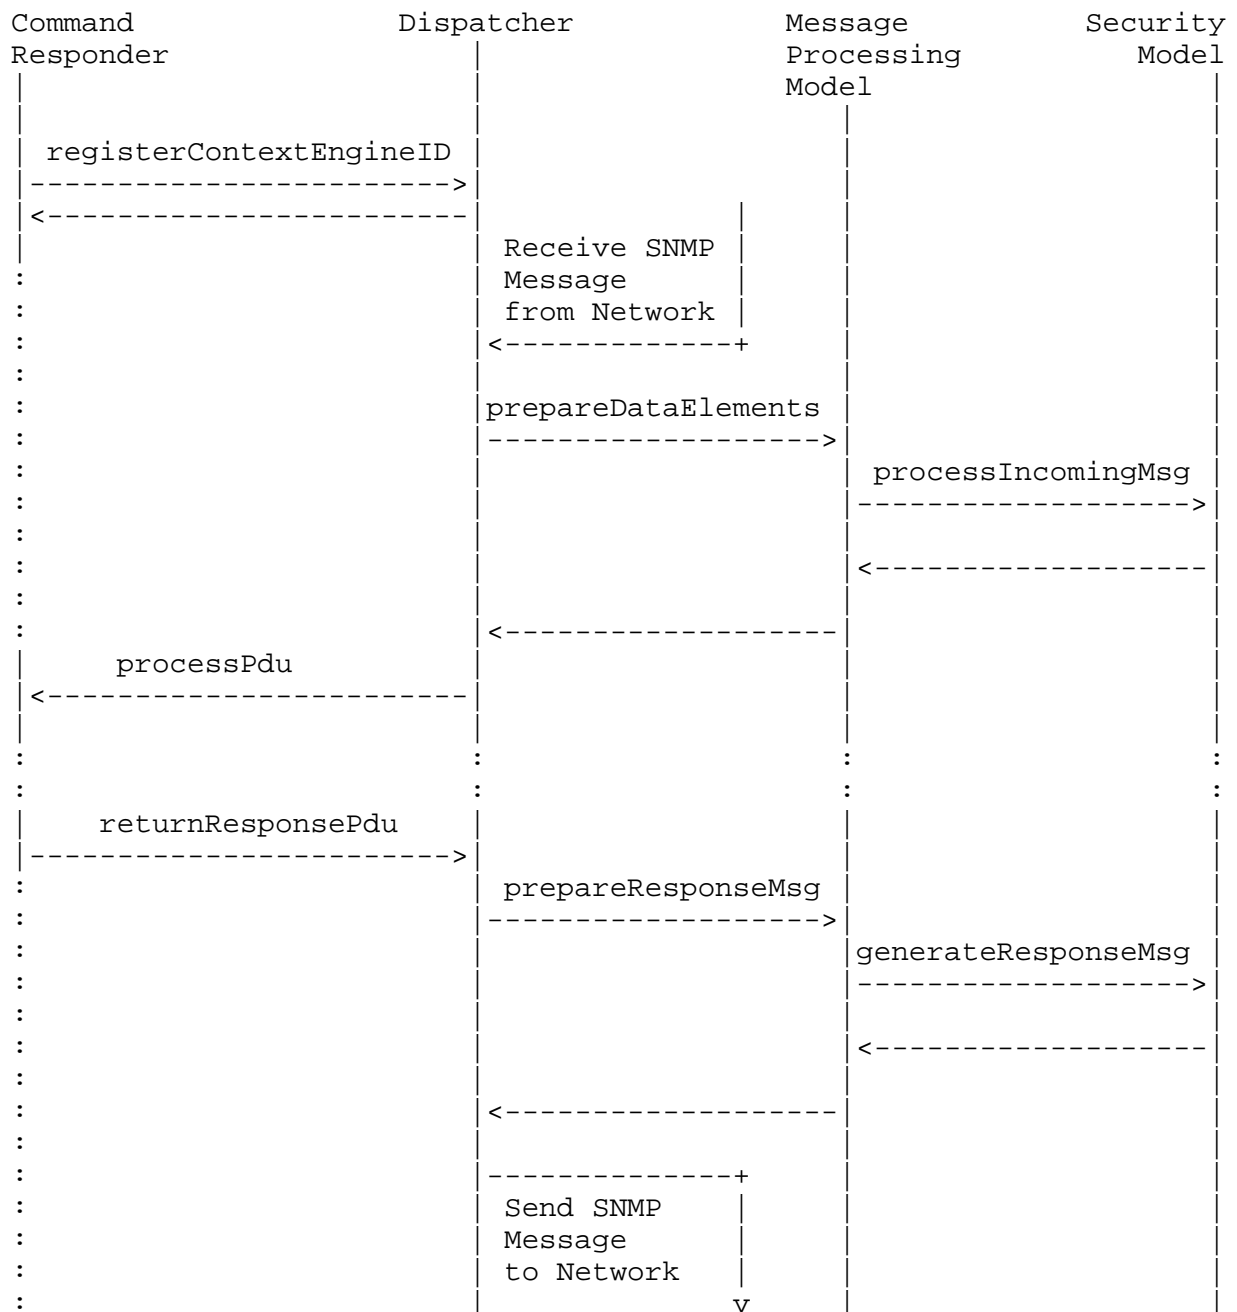 Command Dispatcher Message Security
Responder Processing Model
Model
registerContextEngineID
Receive SNMP
Message
from Network
prepareDataElements
processIncomingMsg
processPdu
returnResponsePdu
prepareResponseMsg
generateResponseMsg
Send SNMP
Message
to Network